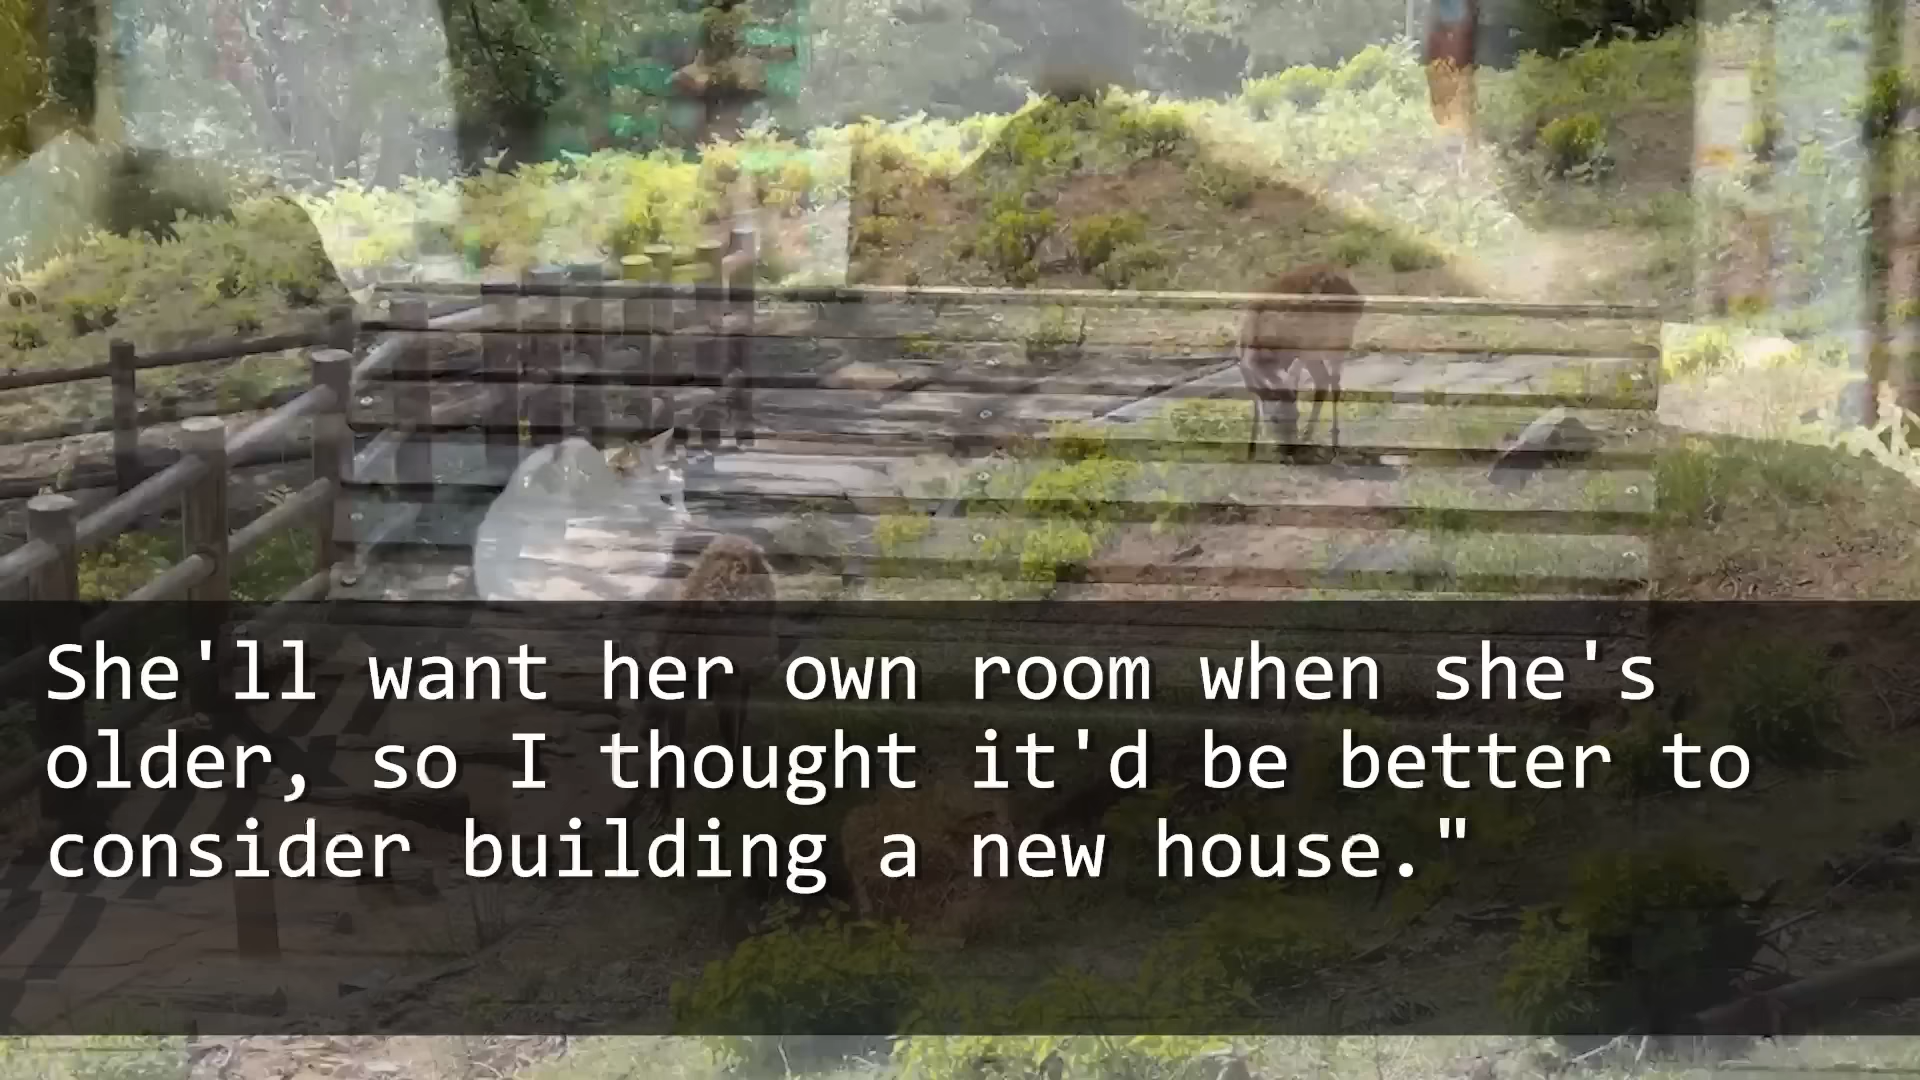 She'll want her own room when she's
older, so I thought it'd be better to
consider building a new house."